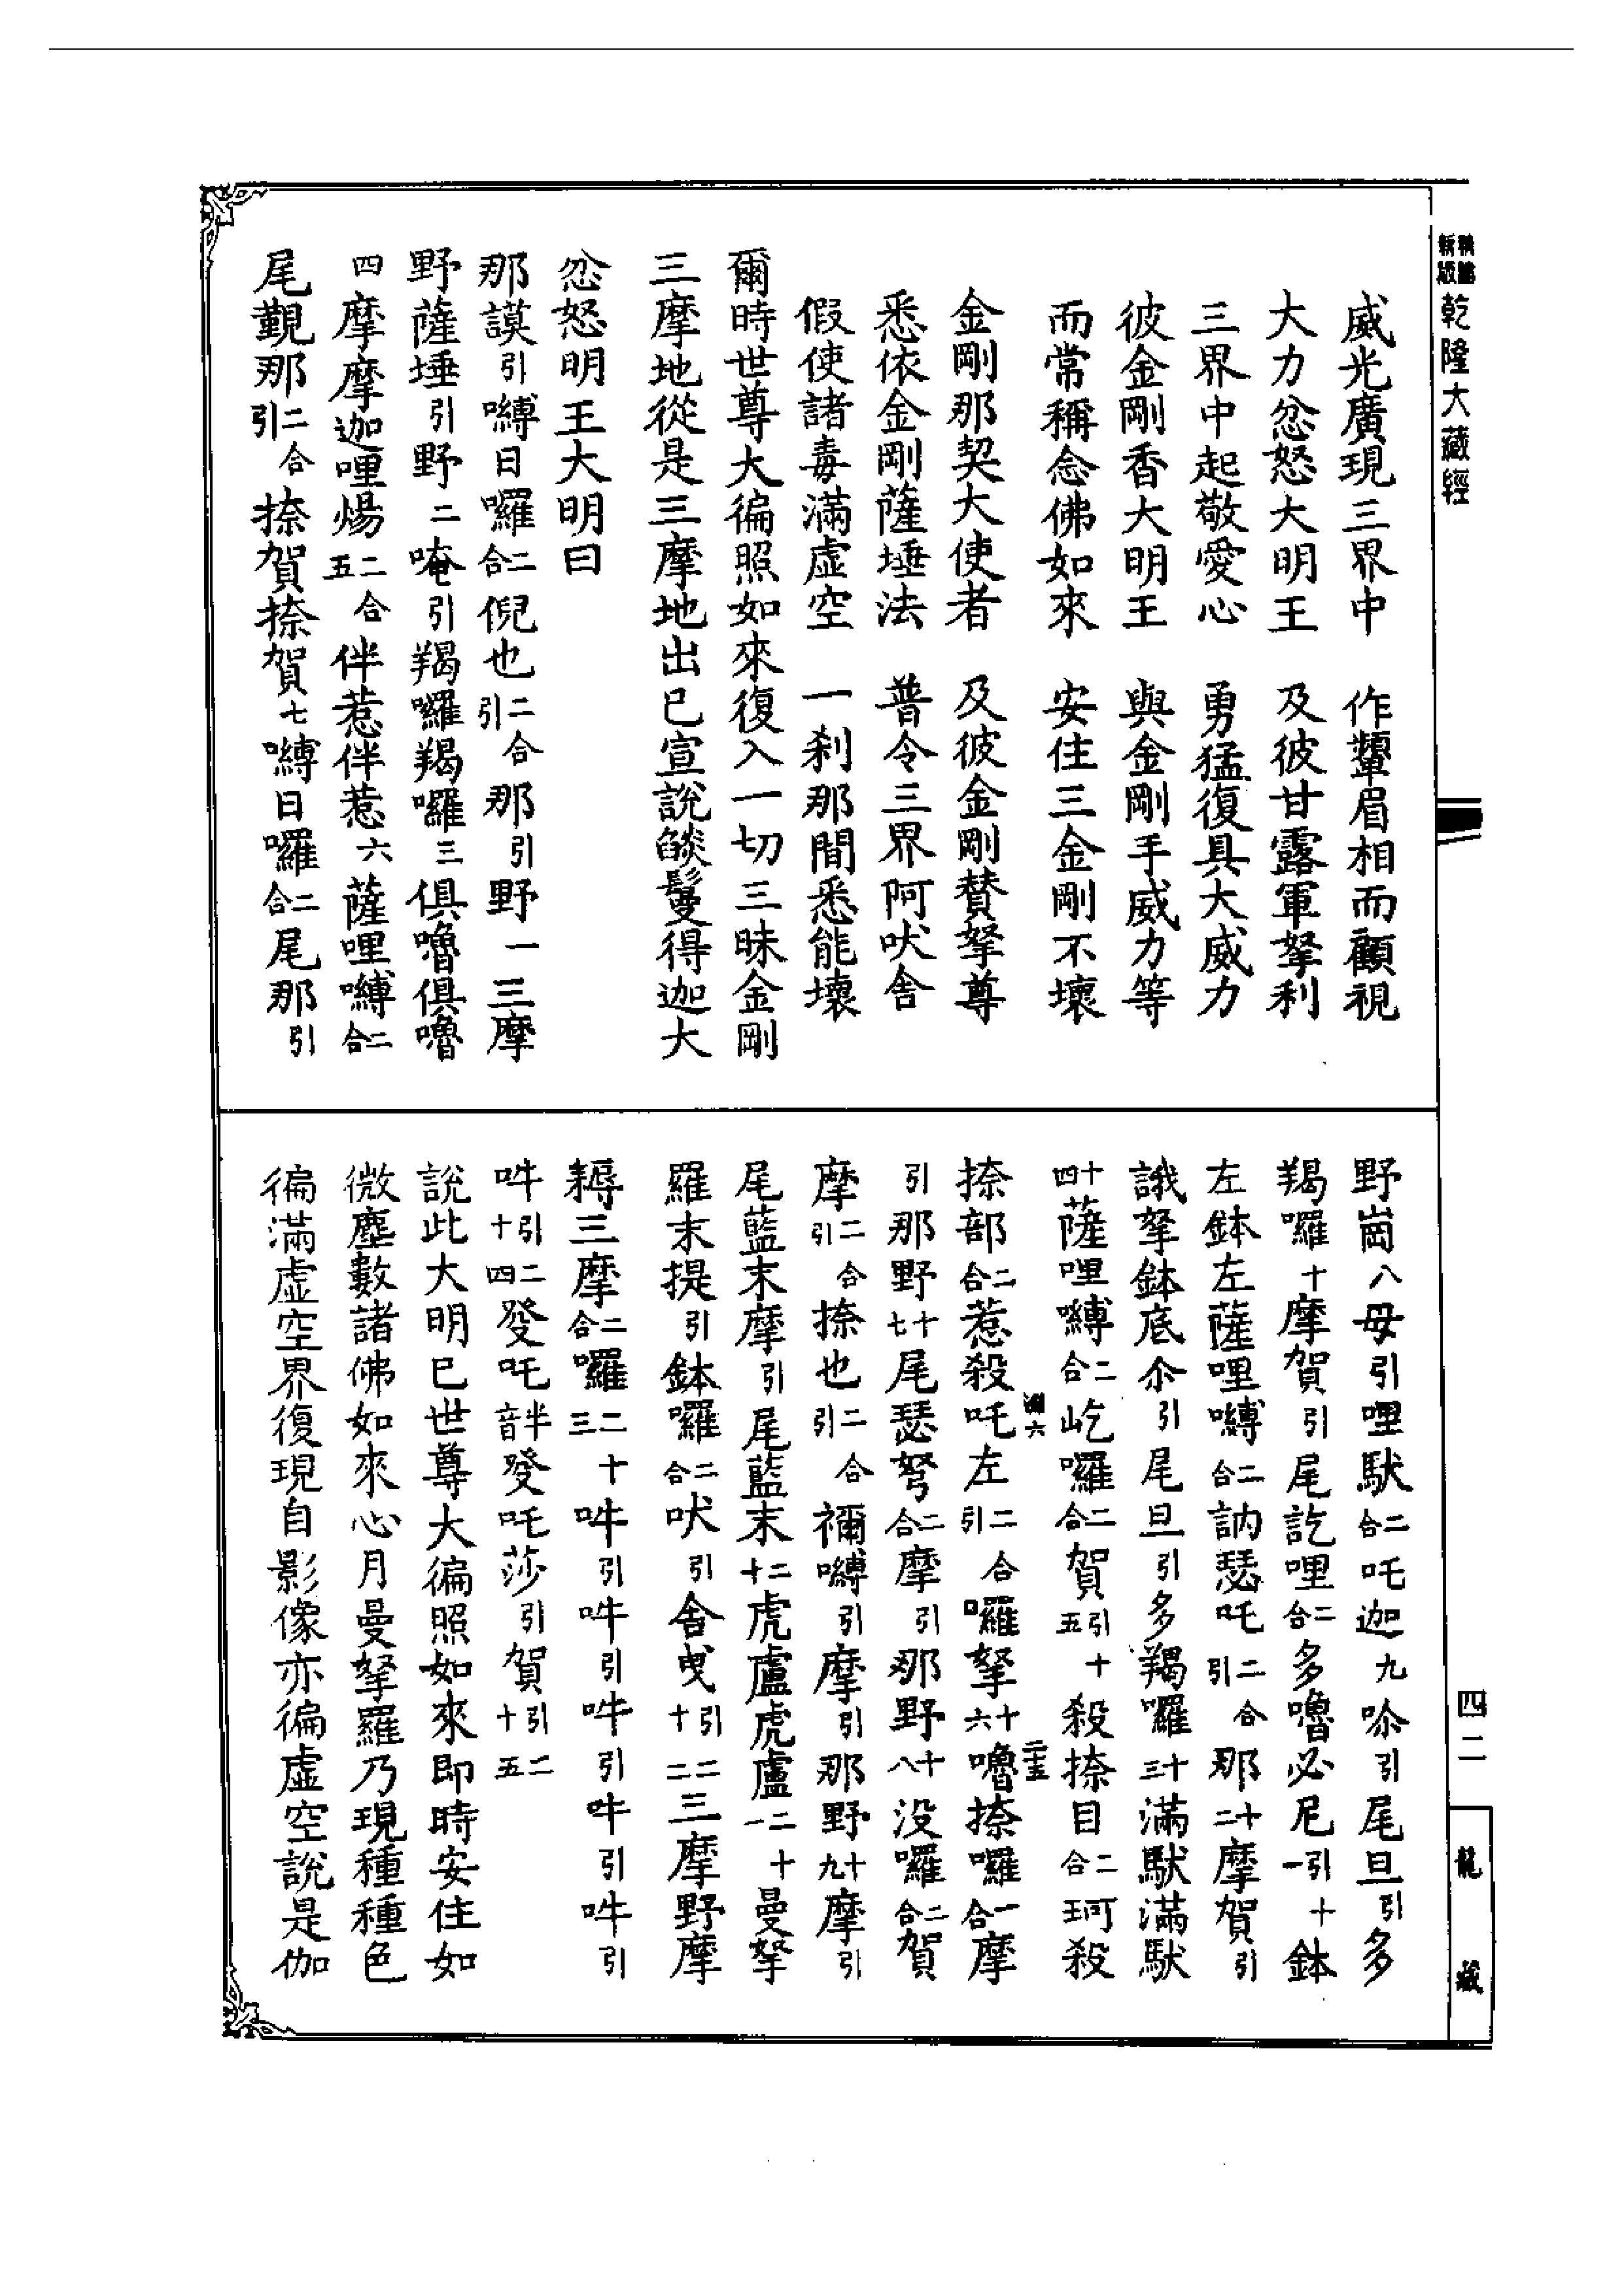 乾隆大藏經
威光廣現三界中　作顰眉相而顧視
大力忿怒大明王　及彼甘露軍拏利
三界中起敬愛心　勇猛復具大威力
彼金剛香大明王　與金剛手威力等
而常稱念佛如來　安住三金剛不壞
金剛那契大使者　及彼金剛賛拏尊
悉依金剛薩埵法　普令三界阿吠舍
假使諸毒滿虛空　一刹那間悉能壞
爾時世尊大徧照如來復入一切三昧金剛
三摩地從是三摩地出已宣說燄鬘得迦大
忿怒明王大明曰
那謨引嚩日囉二合倪也二合引那引野一三摩
野薩埵引野二唵引羯囉羯囉三俱嚕俱嚕
四摩摩迦哩煬二合五伴惹伴惹六薩哩嚩二合
尾覲那二合引捺賀捺賀七嚩日囉二合尾那引
野崗八母引哩馱二合吒迦九嘇引尾旦引多
羯囉十摩賀引尾訖哩二合多嚕必尼引十一鉢
左鉢左薩哩嚩二合訥瑟吒二合引那十二摩賀引
誐拏鉢底尒引尾旦引多羯囉十三滿馱滿馱
十四薩哩嚩二合屹囉二合賀引十五殺捺目二合珂殺
捺部二合惹殺吒左二合引囉拏十六嚕捺囉一合摩
引那野十七尾瑟弩二合摩引那野十八没囉二合賀
摩二合引捺也二合引禰嚩引摩引那野十九摩引
尾藍末摩引尾藍末二十虎盧虎盧二十一曼拏
羅末提引鉢囉二合吠引舍曵引二十二三摩野摩
耨三摩二合囉二十三吽引吽引吽引吽引吽引
吽引二十四發吒半音發吒莎引賀引二十五
說此大明已世尊大徧照如來即時安住如
微塵數諸佛如來心月曼拏羅乃現種種色
徧滿虛空界復現自影像亦徧虛空說是伽
四二
龍藏